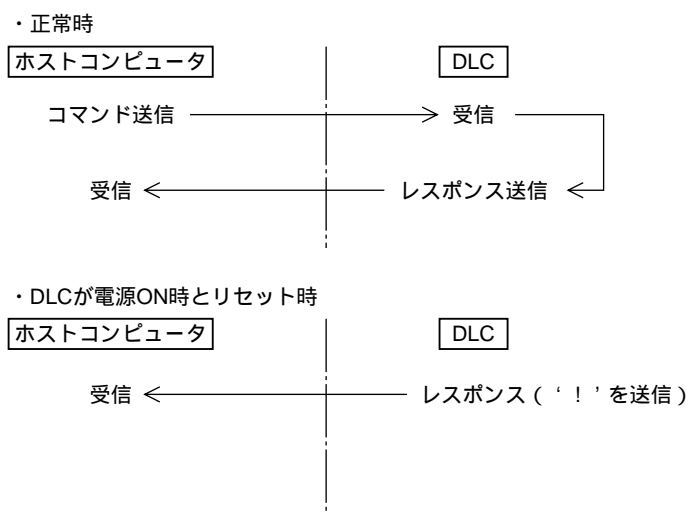 ・正常時
ホストコンピュータ DLC
コマンド送信 受信
受信 レスポンス送信
・DLCが電源ON時とリセット時
ホストコンピュータ DLC
受信 レスポンス(‘!’を送信)